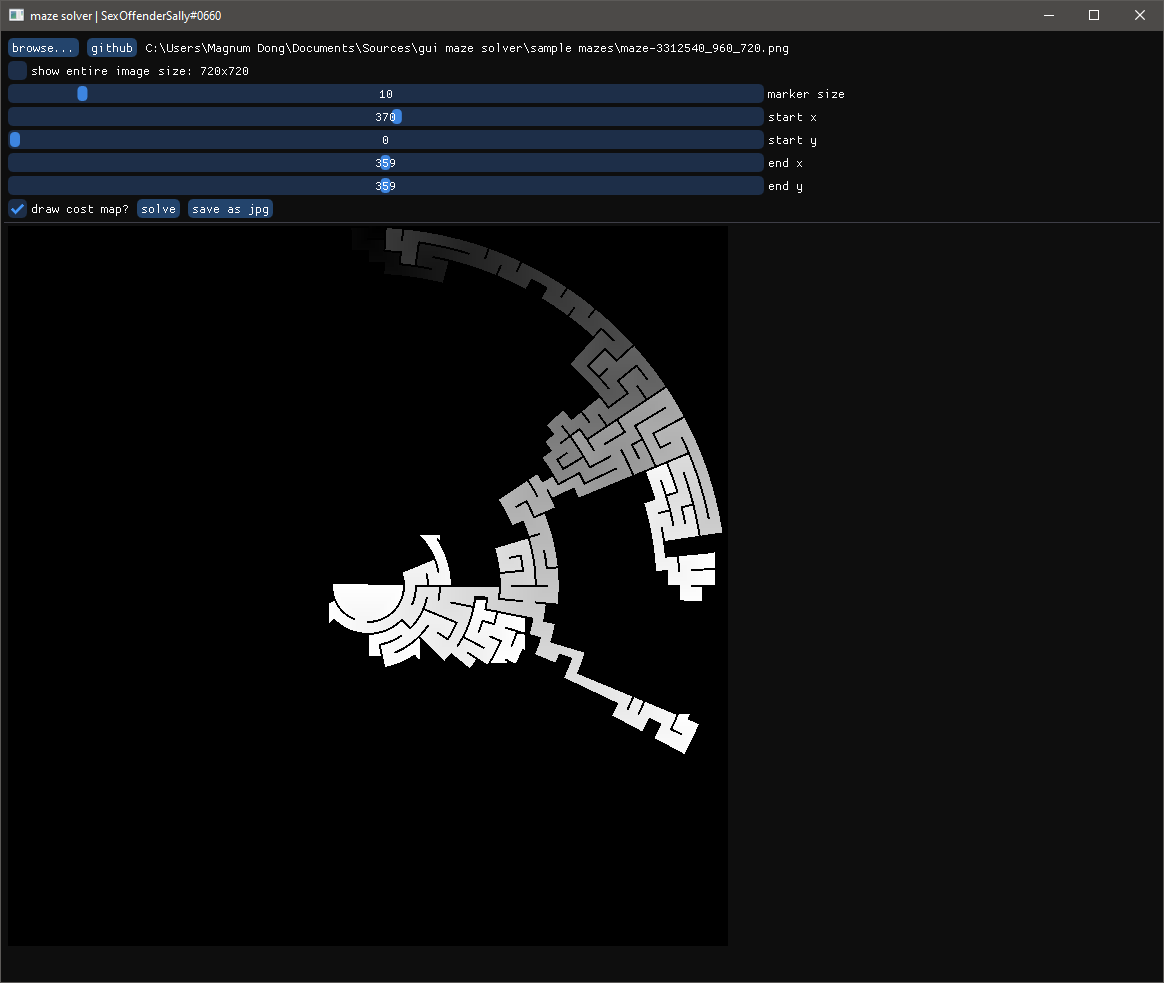 maze solver | SexOffenderSally#0660
browse... github C:\Users\Magnum Dong\Documents\Sources\gui maze solver\sample mazes\maze-3312540_960_720.png
show entire image size: 720x720
10 marker size
370 start x
0 start y
359 end x
359 end y
draw cost map? solve save as jpg